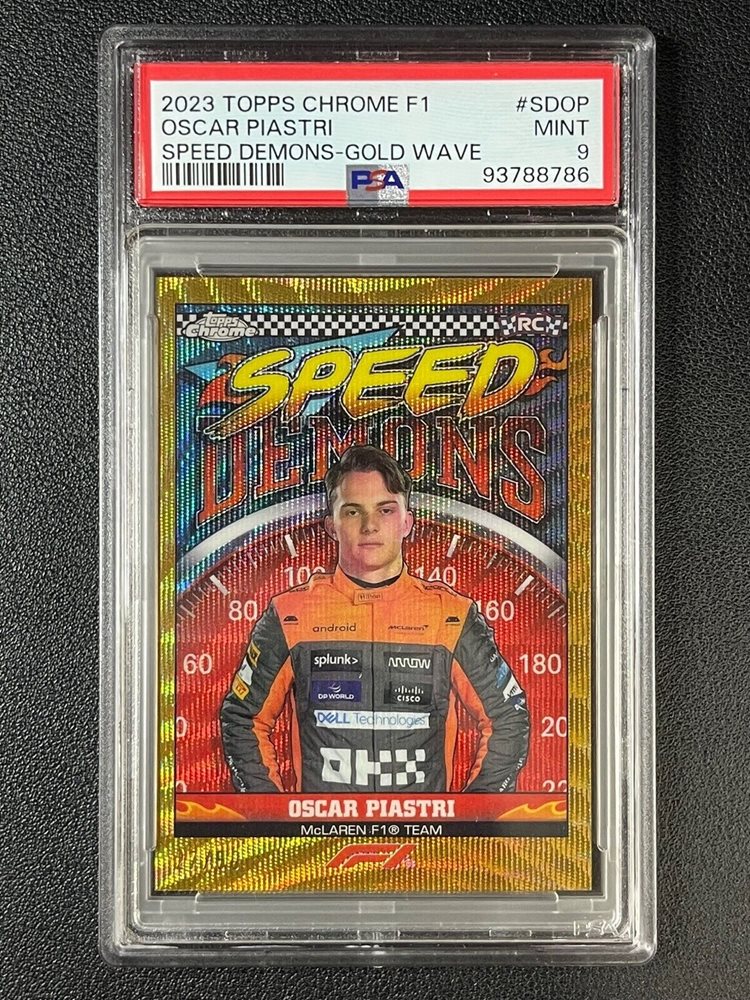 2023 TOPPS CHROME F1 #SDOP
OSCAR PIASTRI MINT
SPEED DEMONS-GOLD WAVE 9
PSA 93788786
Topps Chrome RC
SPEED
DEMONS
100 140
80 160
60 180
android McLaren
splunk> ARROW
DP WORLD CISCO
DELL Technologies
OKX
OSCAR PIASTRI
McLAREN F1® TEAM
F1
PSA